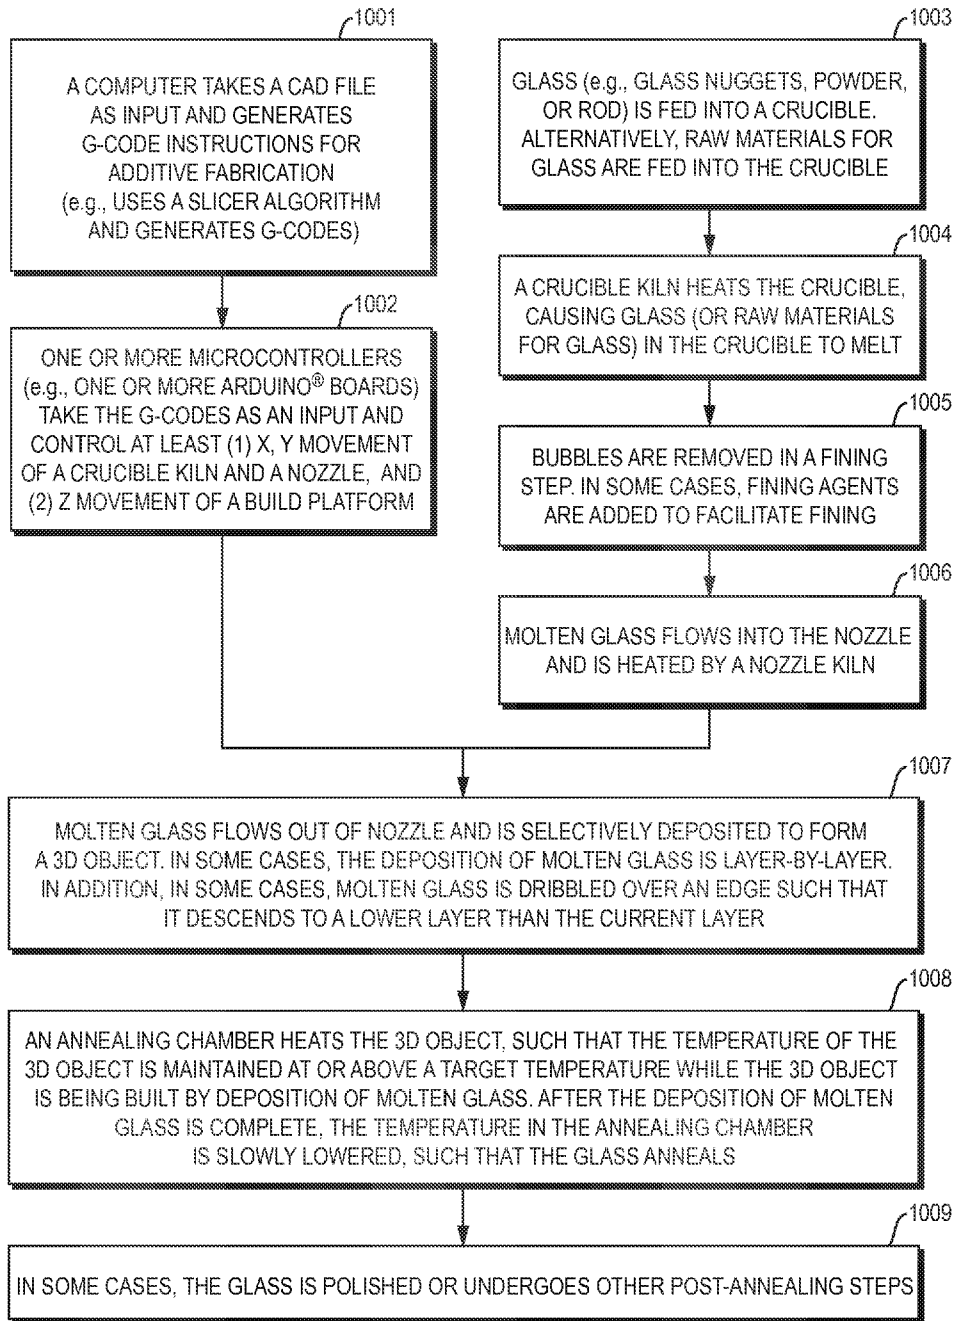 1001
A COMPUTER TAKES A CAD FILE
AS INPUT AND GENERATES
G-CODE INSTRUCTIONS FOR
ADDITIVE FABRICATION
(e.g., USES A SLICER ALGORITHM
AND GENERATES G-CODES)
1002
ONE OR MORE MICROCONTROLLERS
(e.g., ONE OR MORE ARDUINO® BOARDS)
TAKE THE G-CODES AS AN INPUT AND
CONTROL AT LEAST (1) X, Y MOVEMENT
OF A CRUCIBLE KILN AND A NOZZLE, AND
(2) Z MOVEMENT OF A BUILD PLATFORM
1003
GLASS (e.g., GLASS NUGGETS, POWDER,
OR ROD) IS FED INTO A CRUCIBLE.
ALTERNATIVELY, RAW MATERIALS FOR
GLASS ARE FED INTO THE CRUCIBLE
1004
A CRUCIBLE KILN HEATS THE CRUCIBLE,
CAUSING GLASS (OR RAW MATERIALS
FOR GLASS) IN THE CRUCIBLE TO MELT
1005
BUBBLES ARE REMOVED IN A FINING
STEP. IN SOME CASES, FINING AGENTS
ARE ADDED TO FACILITATE FINING
1006
MOLTEN GLASS FLOWS INTO THE NOZZLE
AND IS HEATED BY A NOZZLE KILN
1007
MOLTEN GLASS FLOWS OUT OF NOZZLE AND IS SELECTIVELY DEPOSITED TO FORM
A 3D OBJECT. IN SOME CASES, THE DEPOSITION OF MOLTEN GLASS IS LAYER-BY-LAYER.
IN ADDITION, IN SOME CASES, MOLTEN GLASS IS DRIBBLED OVER AN EDGE SUCH THAT
IT DESCENDS TO A LOWER LAYER THAN THE CURRENT LAYER
1008
AN ANNEALING CHAMBER HEATS THE 3D OBJECT, SUCH THAT THE TEMPERATURE OF THE
3D OBJECT IS MAINTAINED AT OR ABOVE A TARGET TEMPERATURE WHILE THE 3D OBJECT
IS BEING BUILT BY DEPOSITION OF MOLTEN GLASS. AFTER THE DEPOSITION OF MOLTEN
GLASS IS COMPLETE, THE TEMPERATURE IN THE ANNEALING CHAMBER
IS SLOWLY LOWERED, SUCH THAT THE GLASS ANNEALS
1009
IN SOME CASES, THE GLASS IS POLISHED OR UNDERGOES OTHER POST-ANNEALING STEPS